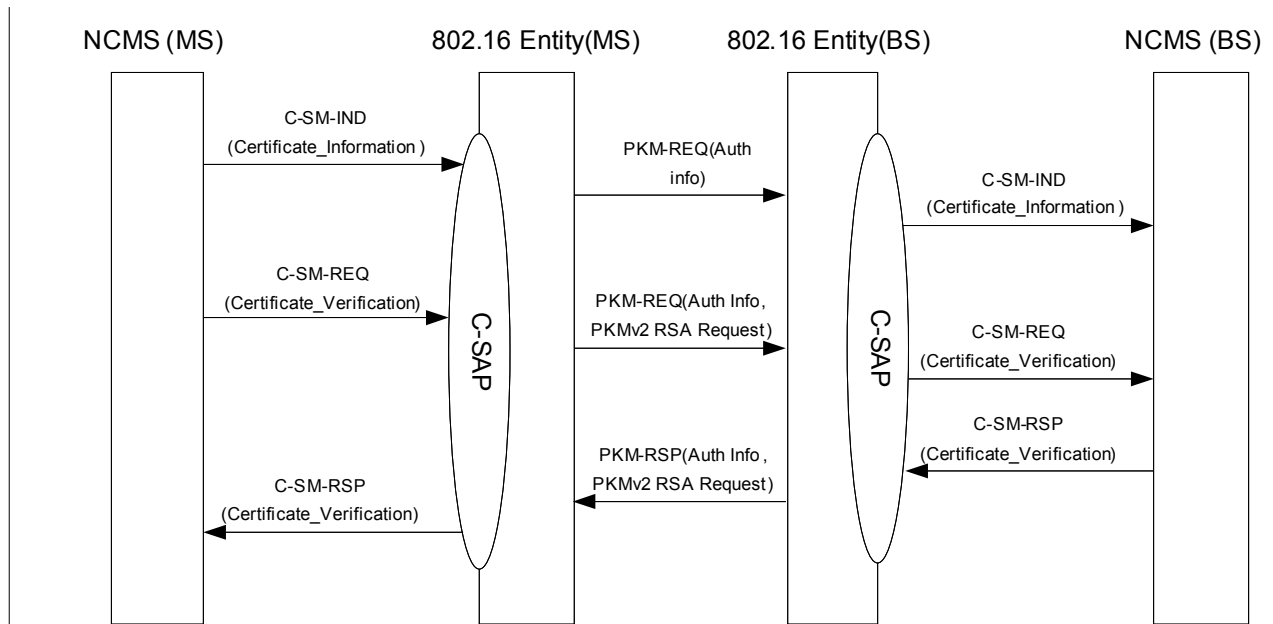 NCMS (MS)
802.16 Entity(MS)
802.16 Entity(BS)
NCMS (BS)
C-SM-IND
(Certificate_Information )
PKM-REQ(Auth
info)
C-SM-IND
(Certificate_Information )
C-SM-REQ
(Certificate_Verification)
PKM-REQ(Auth Info,
PKMv2 RSA Request)
C-SAP
C-SAP
C-SM-REQ
(Certificate_Verification)
C-SM-RSP
(Certificate_Verification)
PKM-RSP(Auth Info ,
PKMv2 RSA Request)
C-SM-RSP
(Certificate_Verification)